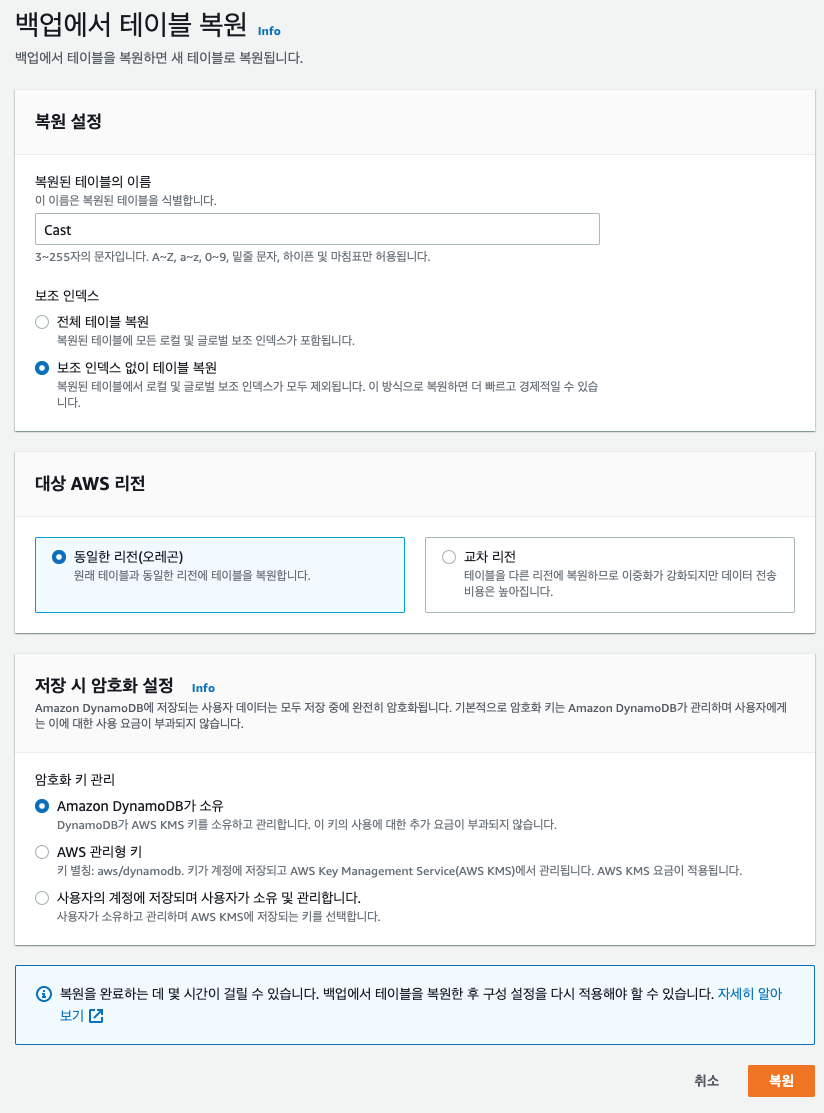 백업에서 테이블 복원 Info
백업에서 테이블을 복원하면 새 테이블로 복원됩니다.
복원 설정
복원된 테이블의 이름
이 이름은 복원된 테이블을 식별합니다.
Cast
3~255자의 문자입니다. A~Z, a~z, 0~9, 밑줄 문자, 하이픈 및 마침표만 허용됩니다.
보조 인덱스
전체 테이블 복원
복원된 테이블에 모든 로컬 및 글로벌 보조 인덱스가 포함됩니다.
보조 인덱스 없이 테이블 복원
복원된 테이블에서 로컬 및 글로벌 보조 인덱스가 모두 제외됩니다. 이 방식으로 복원하면 더 빠르고 경제적일 수 있습
니다.
대상 AWS 리전
동일한 리전(오레곤)
원래 테이블과 동일한 리전에 테이블을 복원합니다.
교차 리전
테이블을 다른 리전에 복원하므로 이중화가 강화되지만 데이터 전송
비용은 높아집니다.
저장 시 암호화 설정 Info
Amazon DynamoDB에 저장되는 사용자 데이터는 모두 저장 중에 완전히 암호화됩니다. 기본적으로 암호화 키는 Amazon DynamoDB가 관리하며 사용자에게
는 이에 대한 사용 요금이 부과되지 않습니다.
암호화 키 관리
Amazon DynamoDB가 소유
DynamoDB가 AWS KMS 키를 소유하고 관리합니다. 이 키의 사용에 대한 추가 요금이 부과되지 않습니다.
AWS 관리형 키
키 별칭: aws/dynamodb. 키가 계정에 저장되고 AWS Key Management Service(AWS KMS)에서 관리됩니다. AWS KMS 요금이 적용됩니다.
사용자의 계정에 저장되며 사용자가 소유 및 관리합니다.
사용자가 소유하고 관리하며 AWS KMS에 저장되는 키를 선택합니다.
복원을 완료하는 데 몇 시간이 걸릴 수 있습니다. 백업에서 테이블을 복원한 후 구성 설정을 다시 적용해야 할 수 있습니다. 자세히 알아
보기
취소
복원